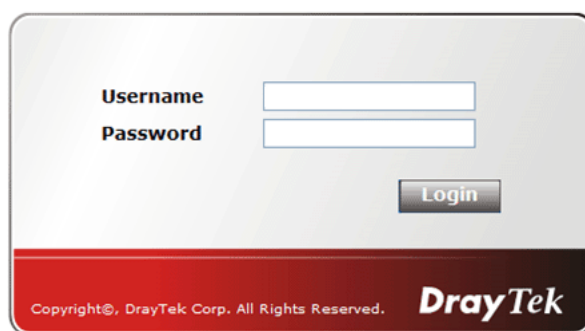 Username
Password
Login
Copyright©, DrayTek Corp. All Rights Reserved.
DrayTek